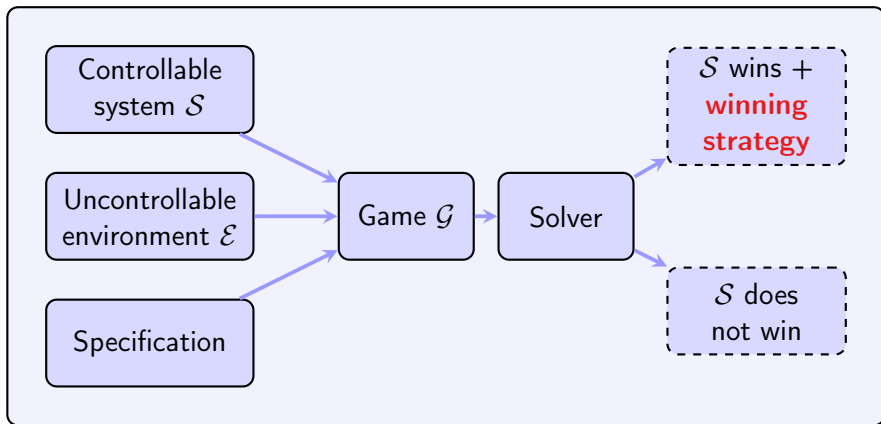 Controllable
system 𝒮
Uncontrollable
environment ℰ
Specification
Game 𝒢
Solver
𝒮 wins +
winning
strategy
𝒮 does
not win